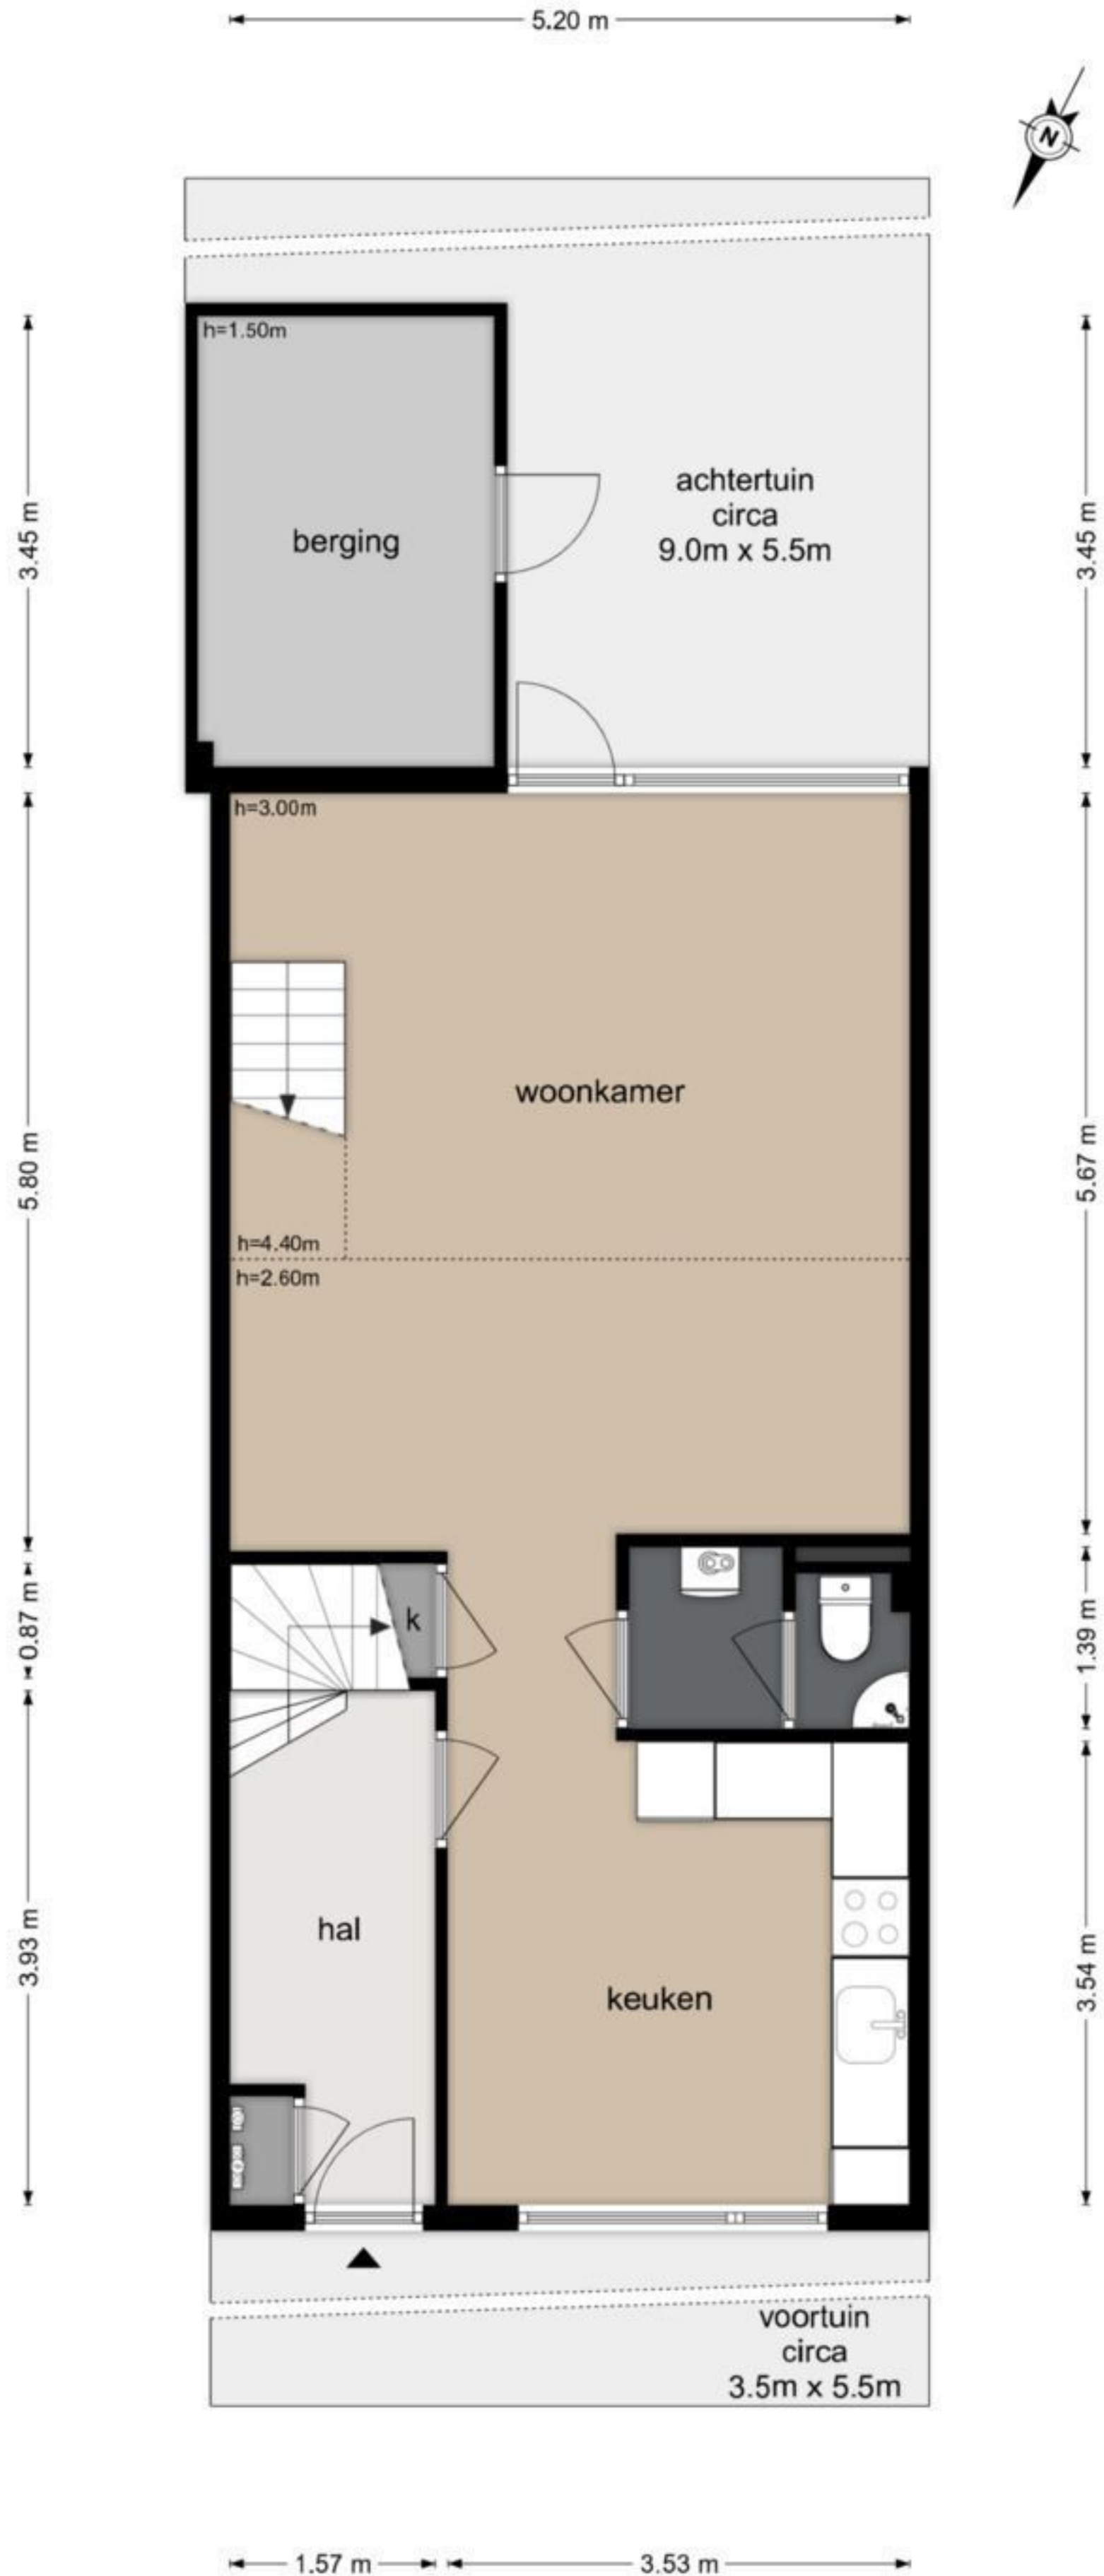 5.20 m
N
h=1.50m
berging
achtertuin
circa
9.0m x 5.5m
3.45 m
3.45 m
h=3.00m
woonkamer
5.80 m
5.67 m
h=4.40m
h=2.60m
k
0.87 m
1.39 m
hal
keuken
3.93 m
3.54 m
voortuin
circa
3.5m x 5.5m
1.57 m
3.53 m